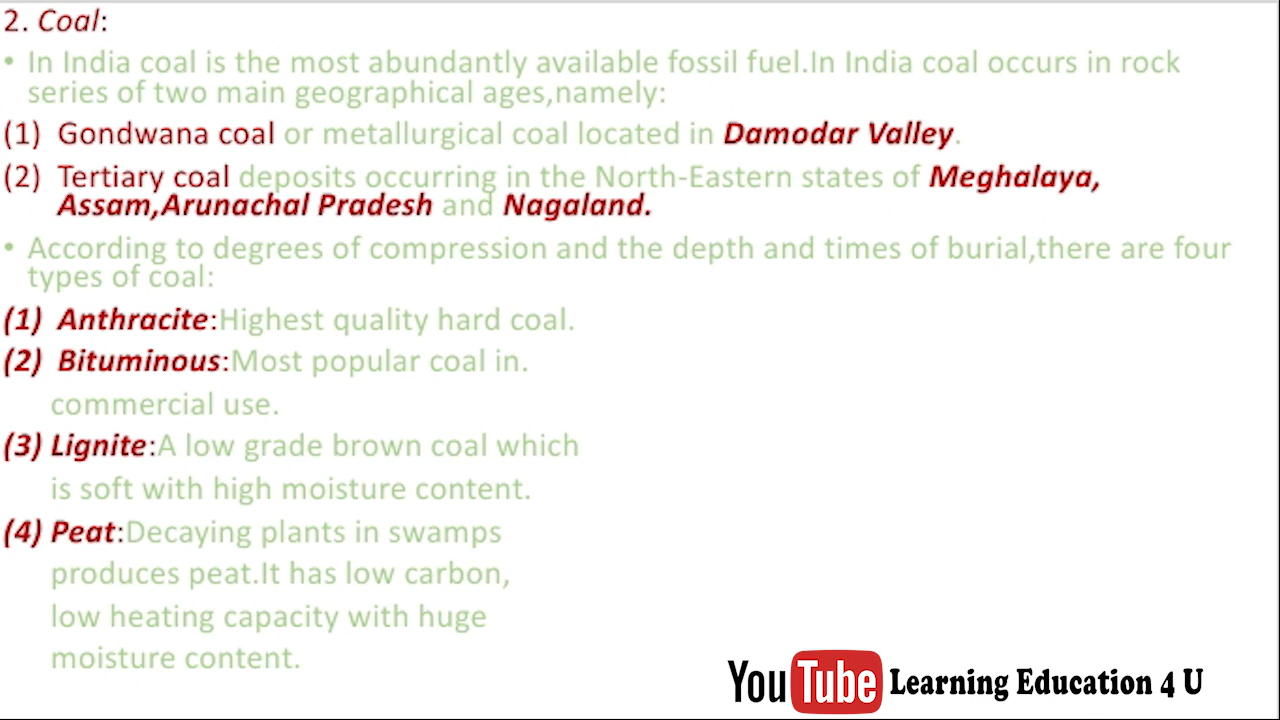 2. Coal:
• In India coal is the most abundantly available fossil fuel.In India coal occurs in rock
series of two main geographical ages,namely:
(1) Gondwana coal or metallurgical coal located in Damodar Valley.
(2) Tertiary coal deposits occurring in the North-Eastern states of Meghalaya,
Assam,Arunachal Pradesh and Nagaland.
• According to degrees of compression and the depth and times of burial,there are four
types of coal:
(1) Anthracite:Highest quality hard coal.
(2) Bituminous:Most popular coal in.
commercial use.
(3) Lignite:A low grade brown coal which
is soft with high moisture content.
(4) Peat:Decaying plants in swamps
produces peat.It has low carbon,
low heating capacity with huge
moisture content.
YouTube Learning Education 4 U